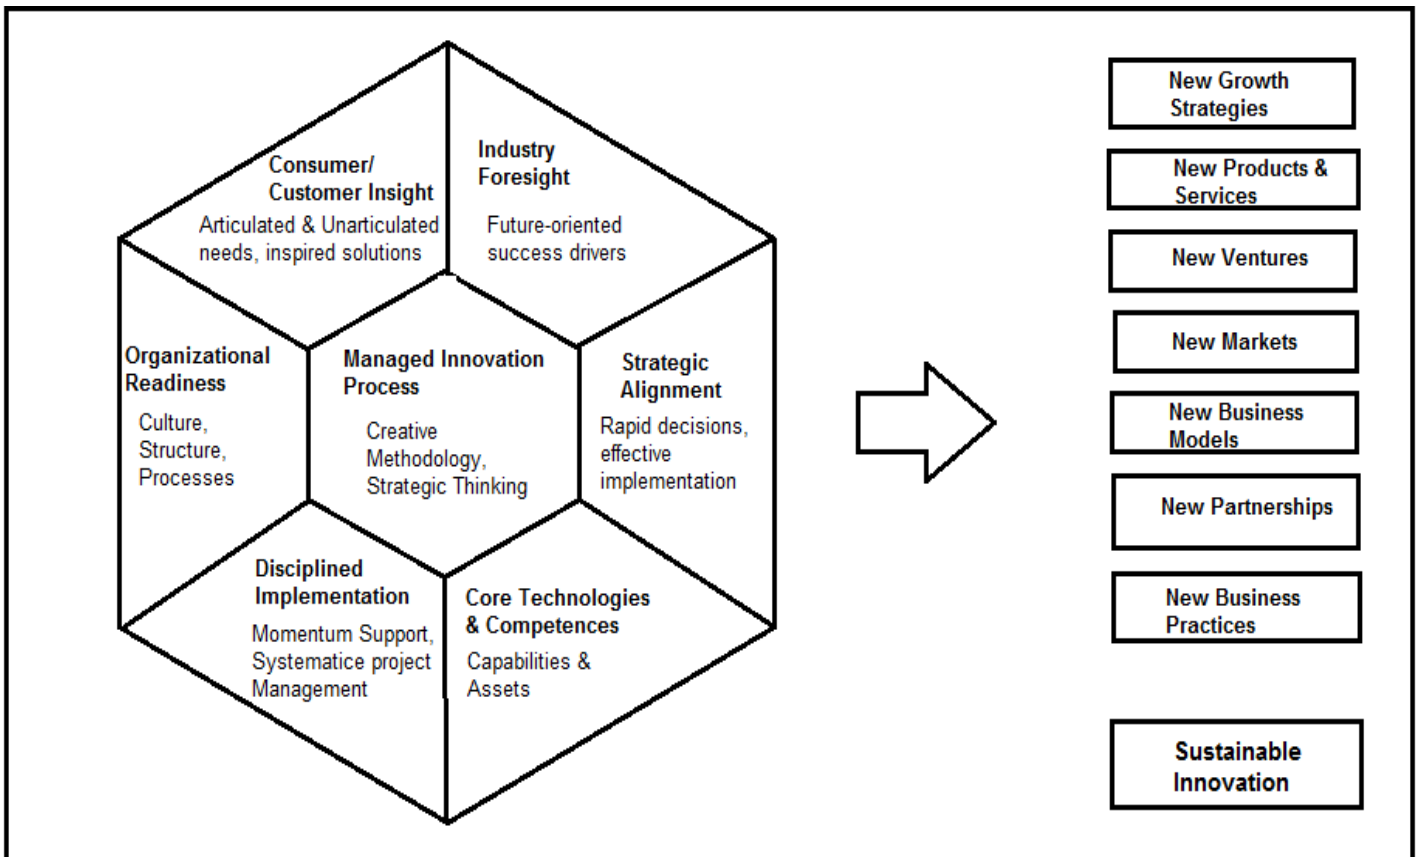 Consumer/
Customer Insight
Articulated & Unarticulated
needs, inspired solutions
Industry
Foresight
Future-oriented
success drivers
Organizational
Readiness
Culture,
Structure,
Processes
Managed Innovation
Process
Creative
Methodology,
Strategic Thinking
Strategic
Alignment
Rapid decisions,
effective
implementation
Disciplined
Implementation
Momentum Support,
Systematice project
Management
Core Technologies
& Competences
Capabilities &
Assets
New Growth
Strategies
New Products &
Services
New Ventures
New Markets
New Business
Models
New Partnerships
New Business
Practices
Sustainable
Innovation